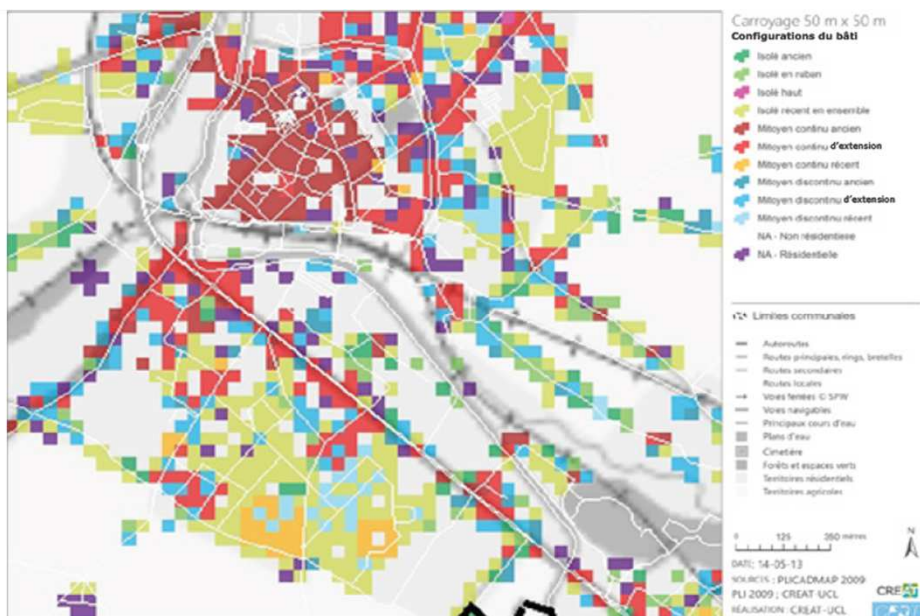 Carroyage 50 m x 50 m
Configurations du bâti
Isolé ancien
Isolé en ruban
Isolé haut
Isolé récent en ensemble
Mitoyen continu ancien
Mitoyen continu d'extension
Mitoyen continu récent
Mitoyen discontinu ancien
Mitoyen discontinu d'extension
Mitoyen discontinu récent
NA - Non résidentielle
NA - Résidentielle
Limites communales
Autoroutes
Routes principales, rings, bretelles
Routes secondaires
Routes locales
Voies ferrées © SPW
Voies navigables
Principaux cours d'eau
Plans d'eau
Cimetière
Forêts et espaces verts
Territoires résidentiels
Territoires agricoles
0 125 250 mètres
N
DATE: 14-05-13
SOURCES : PLICADMAP 2009
PLI 2009 ; CREAT-UCL
RÉALISATION : CREAT-UCL
CREAT